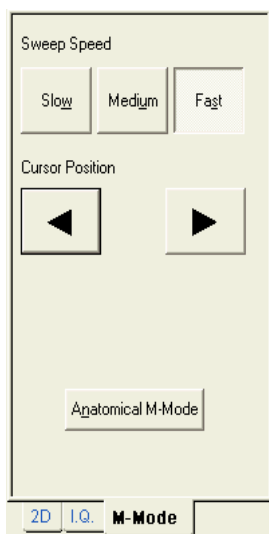 Sweep Speed
Slow Medium Fast
Cursor Position
Anatomical M-Mode
2D I.Q. M-Mode